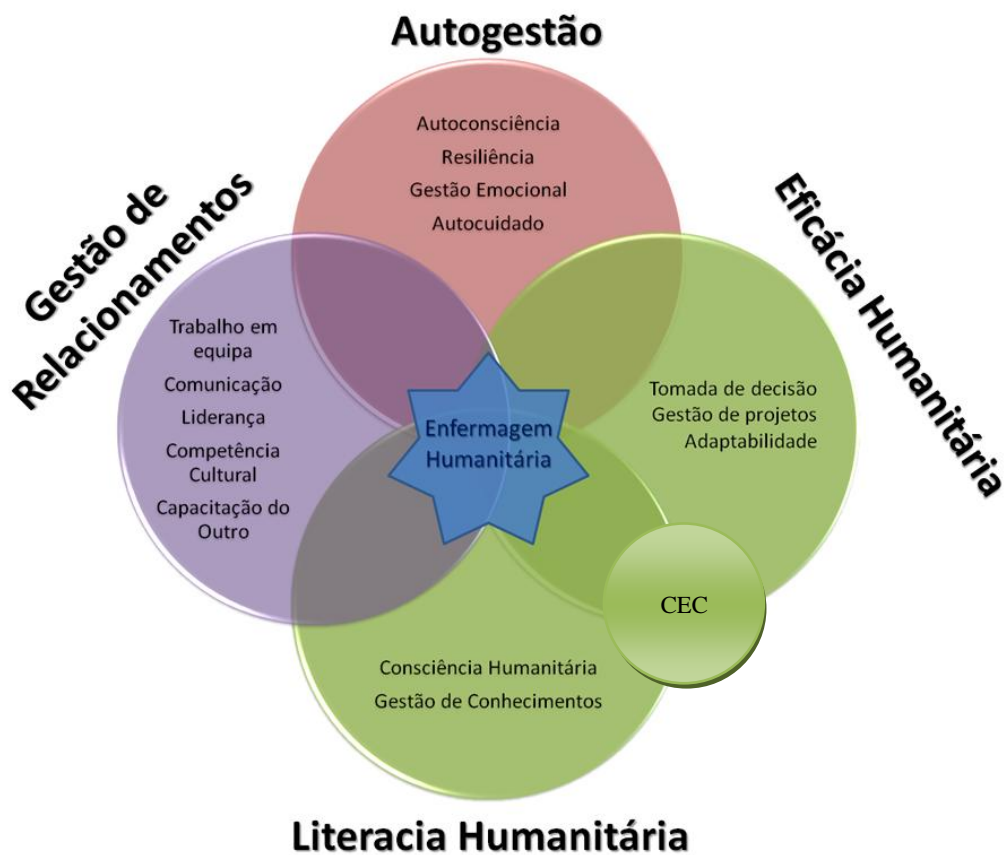 Autogestão
Autoconsciência
Resiliência
Gestão Emocional
Autocuidado
Gestão de
Relacionamentos
Trabalho em
equipa
Comunicação
Liderança
Competência
Cultural
Capacitação do
Outro
Eficácia Humanitária
Tomada de decisão
Gestão de projetos
Adaptabilidade
Enfermagem
Humanitária
CEC
Consciência Humanitária
Gestão de Conhecimentos
Literacia Humanitária